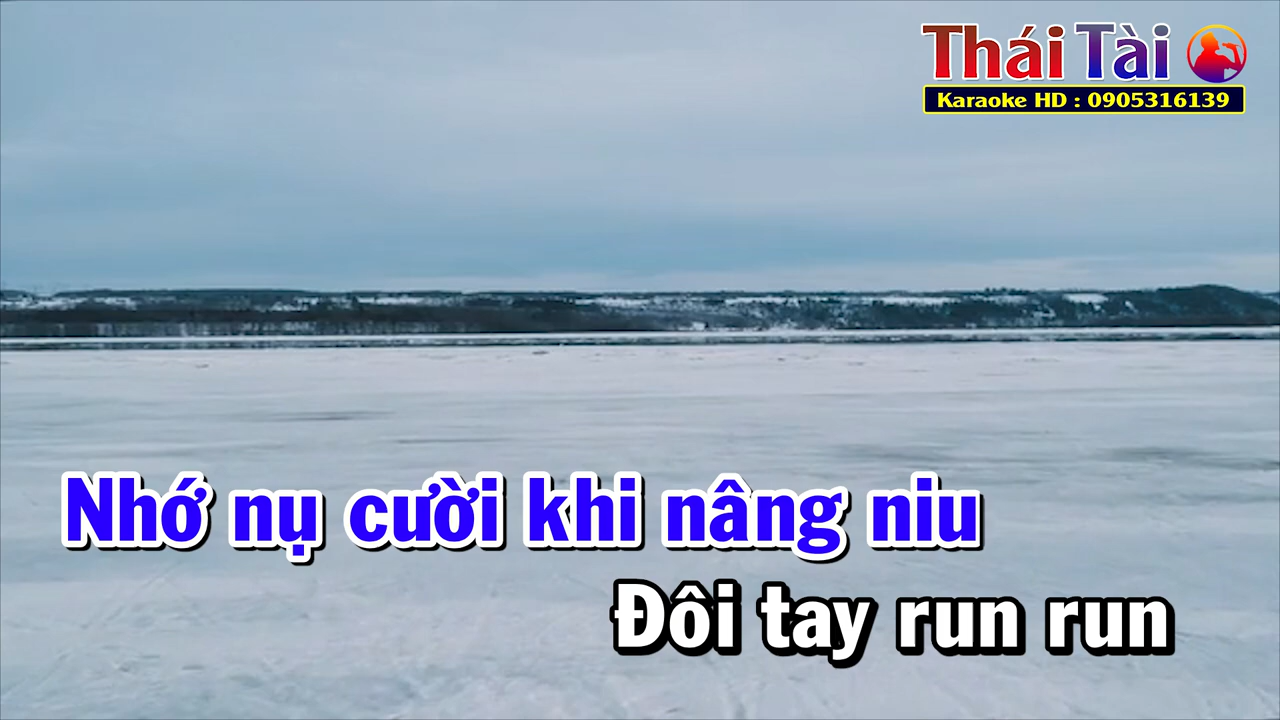 Thái Tài
Karaoke HD : 0905316139
Nhớ nụ cười khi nâng niu
Đôi tay run run